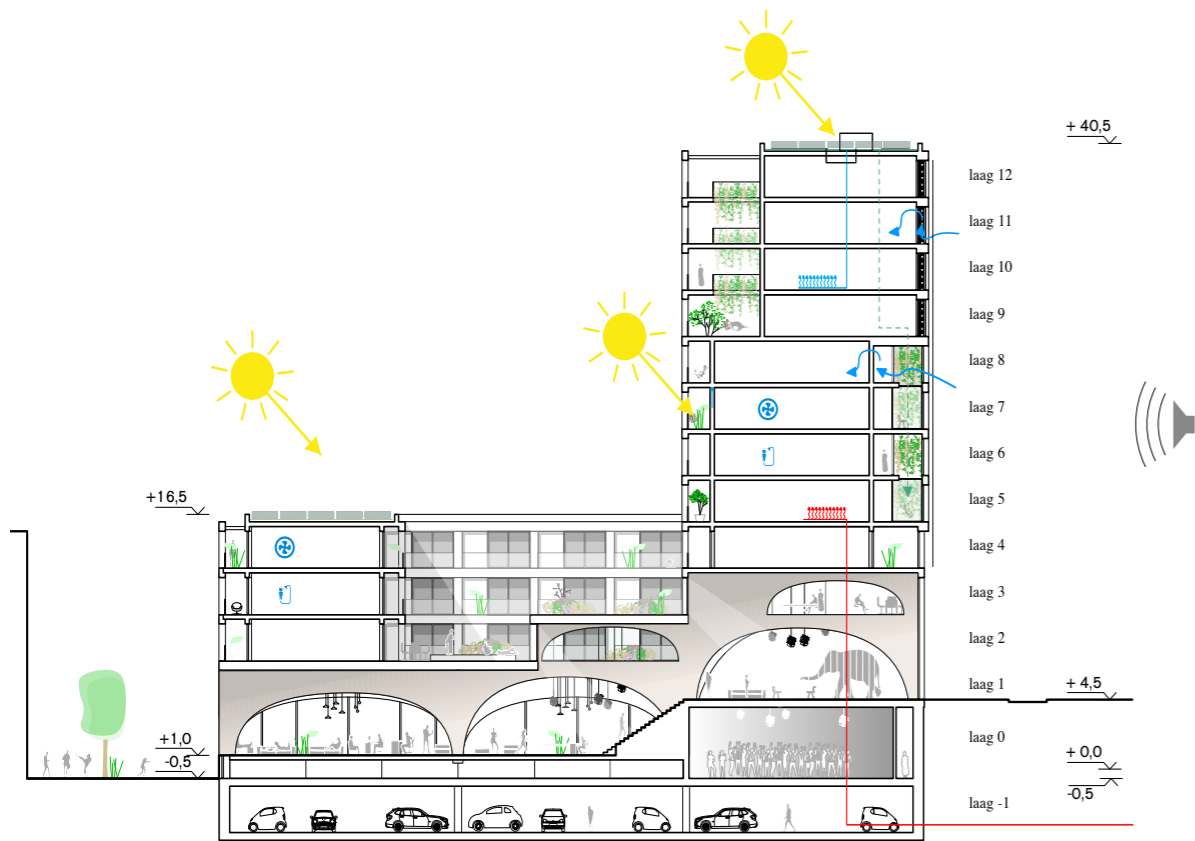 + 40,5
laag 12
laag 11
laag 10
laag 9
laag 8
laag 7
laag 6
laag 5
+16,5
laag 4
laag 3
laag 2
laag 1
+ 4,5
laag 0
+1,0
+ 0,0
-0,5
-0,5
laag -1